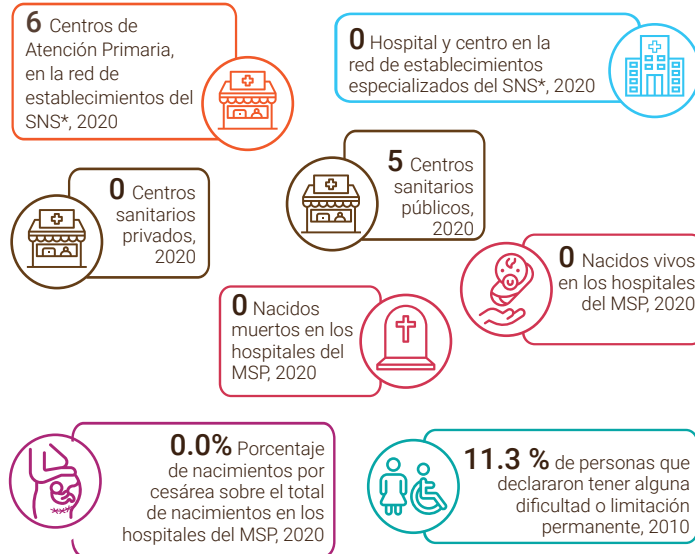 6 Centros de
Atención Primaria,
en la red de
establecimientos del
SNS*, 2020
0 Hospital y centro en la
red de establecimientos
especializados del SNS*, 2020
0 Centros
sanitarios
privados,
2020
5 Centros
sanitarios
públicos,
2020
0 Nacidos vivos
en los hospitales
del MSP, 2020
0 Nacidos
muertos en los
hospitales del
MSP, 2020
0.0% Porcentaje
de nacimientos por
cesárea sobre el total
de nacimientos en los
hospitales del MSP, 2020
11.3 % de personas que
declararon tener alguna
dificultad o limitación
permanente, 2010